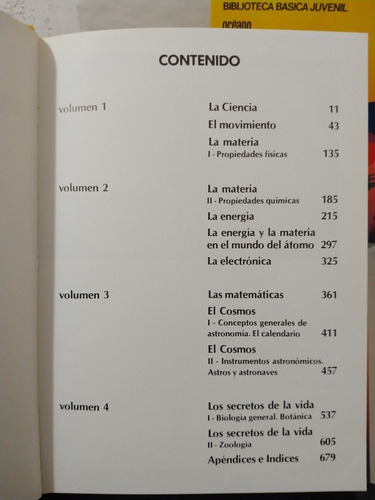 BIBLIOTECA BASICA JUVENIL
océano
CONTENIDO
volumen 1
La Ciencia 11
El movimiento 43
La materia
I - Propiedades físicas 135
volumen 2
La materia
II - Propiedades químicas 185
La energía 215
La energía y la materia
en el mundo del átomo 297
La electrónica 325
volumen 3
Las matemáticas 361
El Cosmos
I - Conceptos generales de
astronomía. El calendario 411
El Cosmos
II - Instrumentos astronómicos.
Astros y astronaves 457
volumen 4
Los secretos de la vida
I - Biología general. Botánica 537
Los secretos de la vida
II - Zoología 605
Apéndices e Indices 679